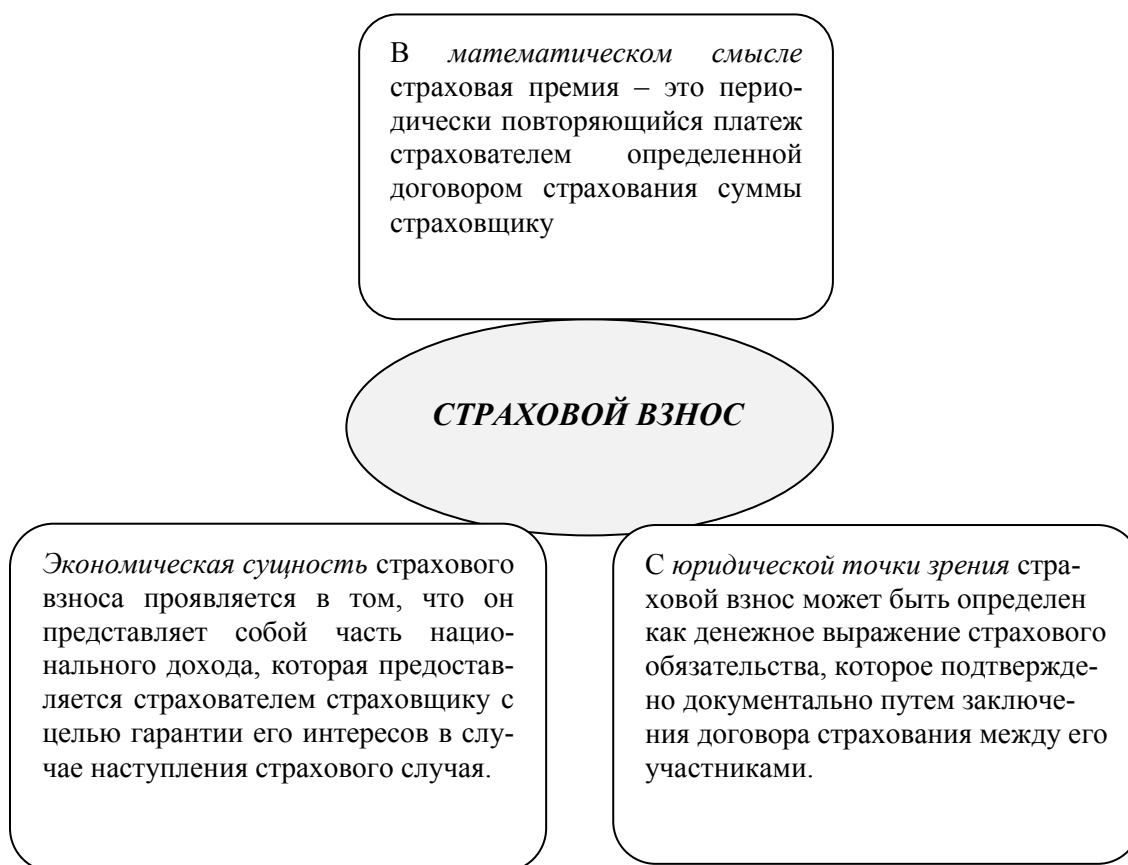 В математическом смысле
страховая премия – это перио-
дически повторяющийся платеж
страхователем определенной
договором страхования суммы
страховщику
СТРАХОВОЙ ВЗНОС
Экономическая сущность страхового
взноса проявляется в том, что он
представляет собой часть нацио-
нального дохода, которая предостав-
ляется страхователем страховщику с
целью гарантии его интересов в слу-
чае наступления страхового случая.
С юридической точки зрения стра-
ховой взнос может быть определен
как денежное выражение страхового
обязательства, которое подтвержде-
но документально путем заключе-
ния договора страхования между его
участниками.